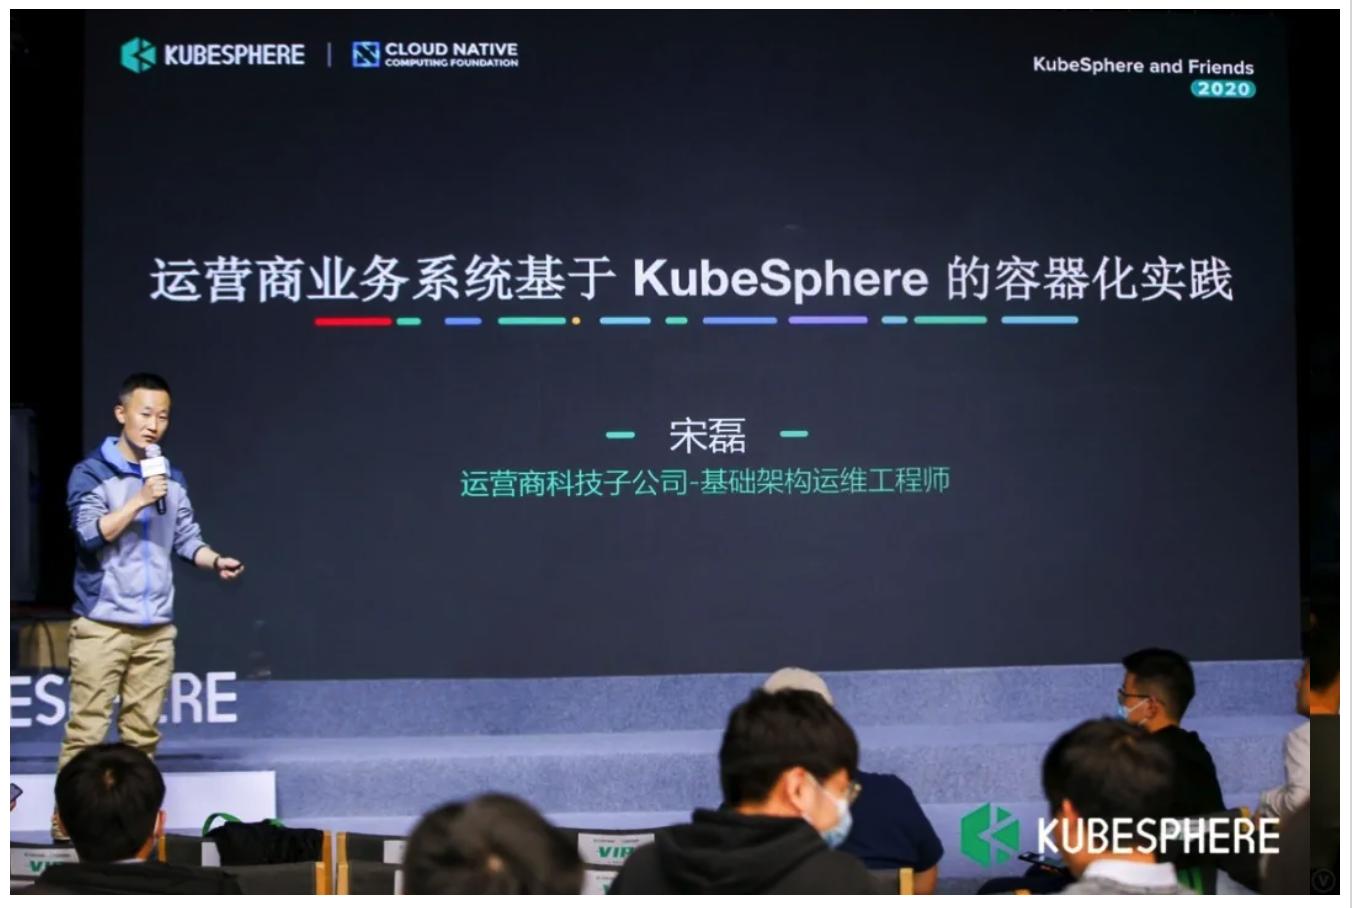 KUBESPHERE | CLOUD NATIVE
COMPUTING FOUNDATION
KubeSphere and Friends
2020
运营商业务系统基于 KubeSphere 的容器化实践
宋磊
运营商科技子公司-基础架构运维工程师
ESPHERE
KUBESPHERE